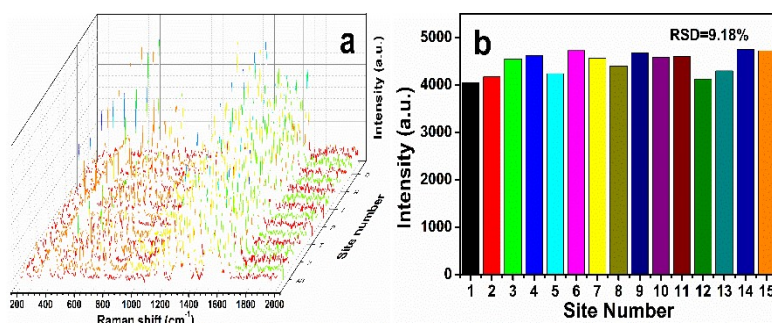 a
Intensity (a.u.)
Site number
200 400 600 800 1000 1200 1400 1600 1800 2000
Raman shift (cm⁻¹)
b
RSD=9.18%
Intensity (a.u.)
5000
4000
3000
2000
1000
0
1 2 3 4 5 6 7 8 9 10 11 12 13 14 15
Site Number